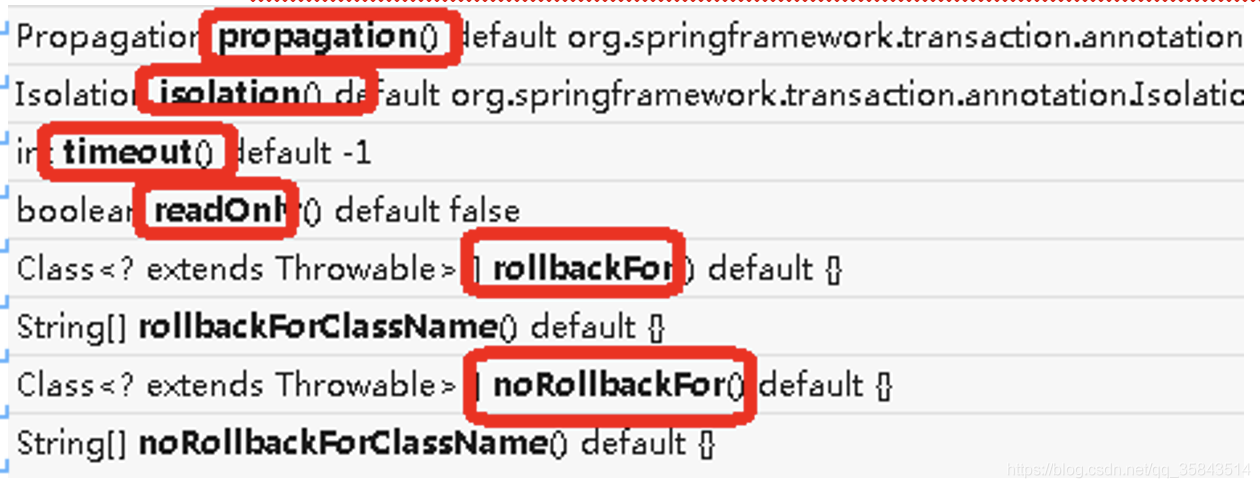 Propagation propagation() default org.springframework.transaction.annotation
Isolation isolation() default org.springframework.transaction.annotation.Isolatio
int timeout() default -1
boolean readOnly() default false
Class<? extends Throwable>[] rollbackFor() default {}
String[] rollbackForClassName() default {}
Class<? extends Throwable>[] noRollbackFor() default {}
String[] noRollbackForClassName() default {}
https://blog.csdn.net/qq_35843514